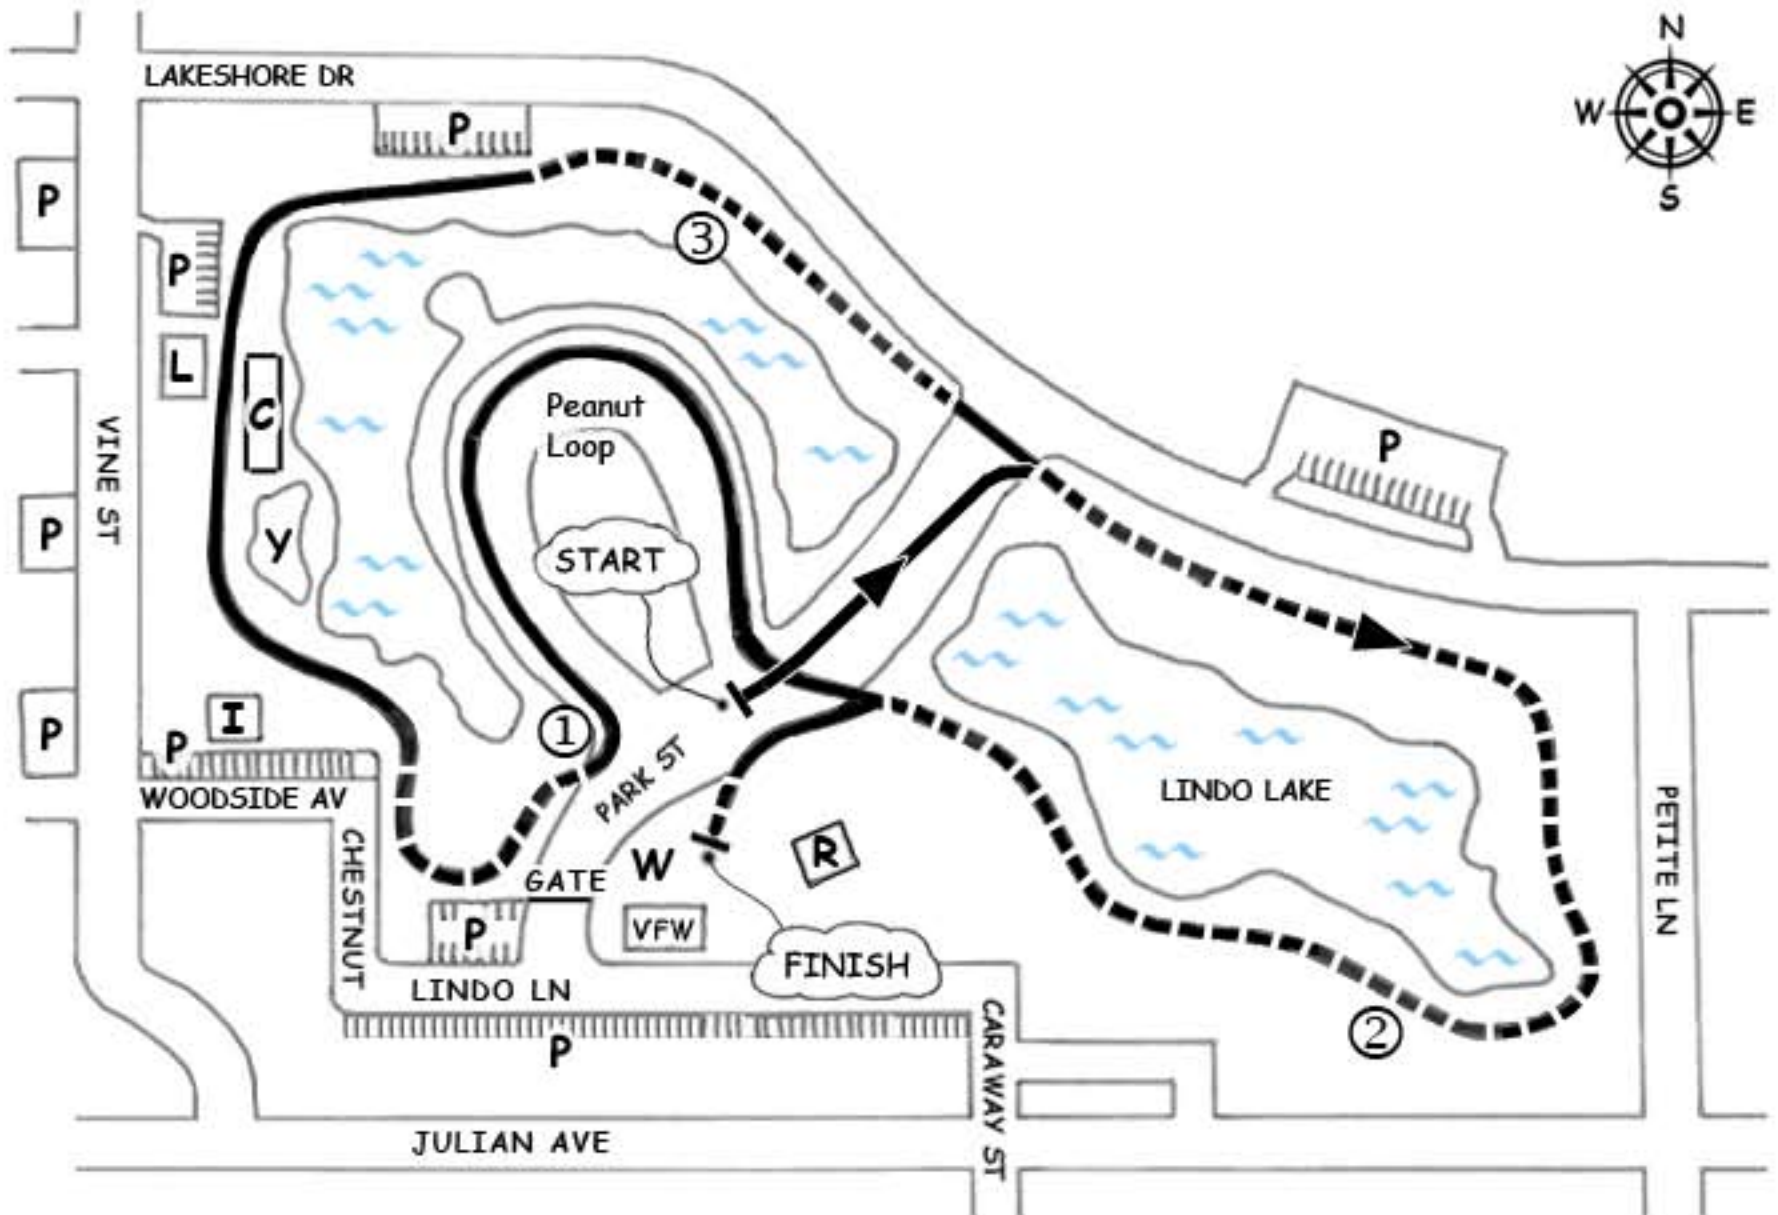 N
LAKESHORE DR
W
E
P
S
P
③
P
L
Peanut
C
Loop
P
VINE ST
START
P
Y
I
①
P
P
PARK ST
LINDO LAKE
WOODSIDE AV
PETITE LN
CHESTNUT
W
R
GATE
P
VFW
FINISH
LINDO LN
②
CARAWAY ST
P
JULIAN AVE